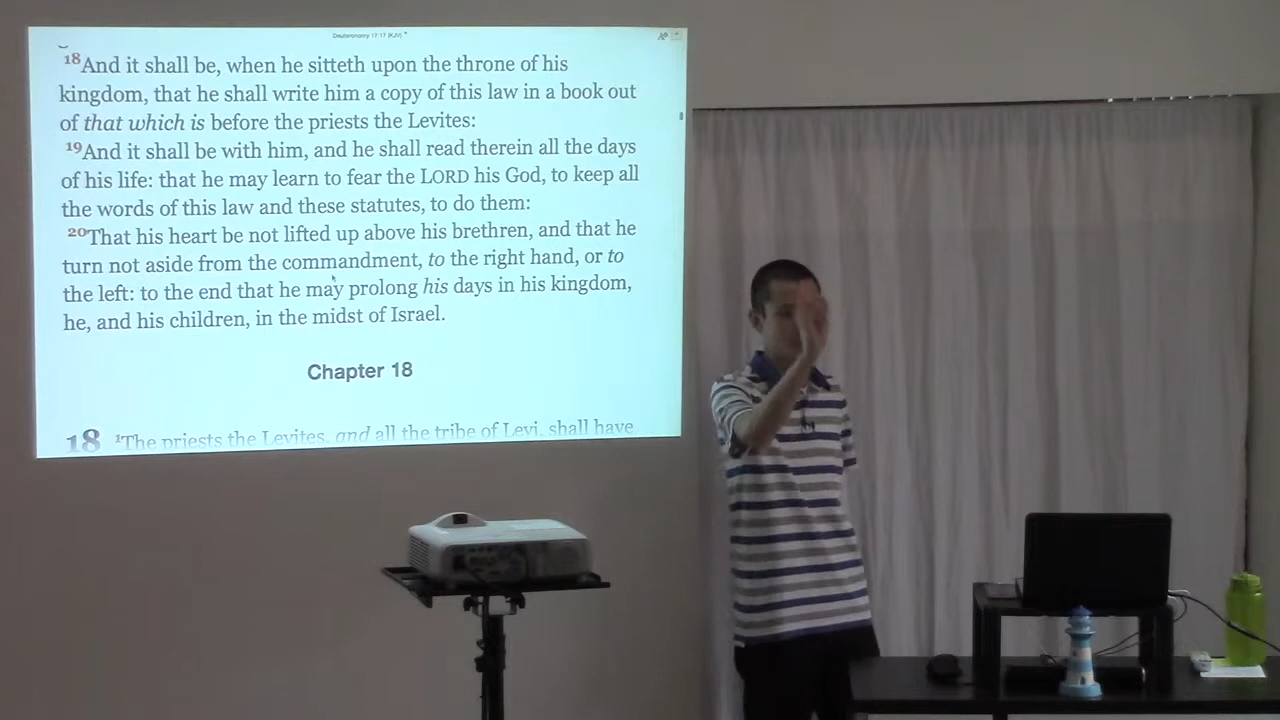 Deuteronomy 17:17 (KJV)
18And it shall be, when he sitteth upon the throne of his
kingdom, that he shall write him a copy of this law in a book out
of that which is before the priests the Levites:
19And it shall be with him, and he shall read therein all the days
of his life: that he may learn to fear the LORD his God, to keep all
the words of this law and these statutes, to do them:
20That his heart be not lifted up above his brethren, and that he
turn not aside from the commandment, to the right hand, or to
the left: to the end that he may prolong his days in his kingdom,
he, and his children, in the midst of Israel.
Chapter 18
18 1The priests the Levites, and all the tribe of Levi, shall have